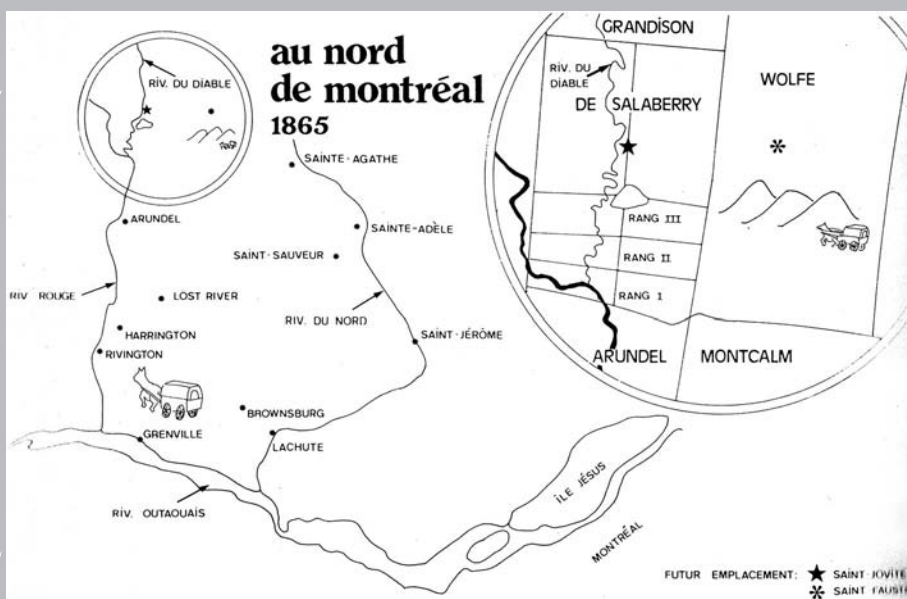 au nord
de montréal
1865
RIV. DU DIABLE
SAINTE-AGATHE
ARUNDEL
SAINTE-ADÈLE
SAINT-SAUVEUR
RIV. ROUGE
LOST RIVER
RIV. DU NORD
HARRINGTON
SAINT-JÉRÔME
RIVINGTON
BROWNSBURG
GRENVILLE
LACHUTE
RIV. OUTAOUAIS
ÎLE JÉSUS
MONTRÉAL
GRANDISON
RIV. DU
DIABLE
WOLFE
DE SALABERRY
RANG III
RANG II
RANG I
ARUNDEL MONTCALM
FUTUR EMPLACEMENT: ★ SAINT-JOVITE
✲ SAINT FAUSTIN